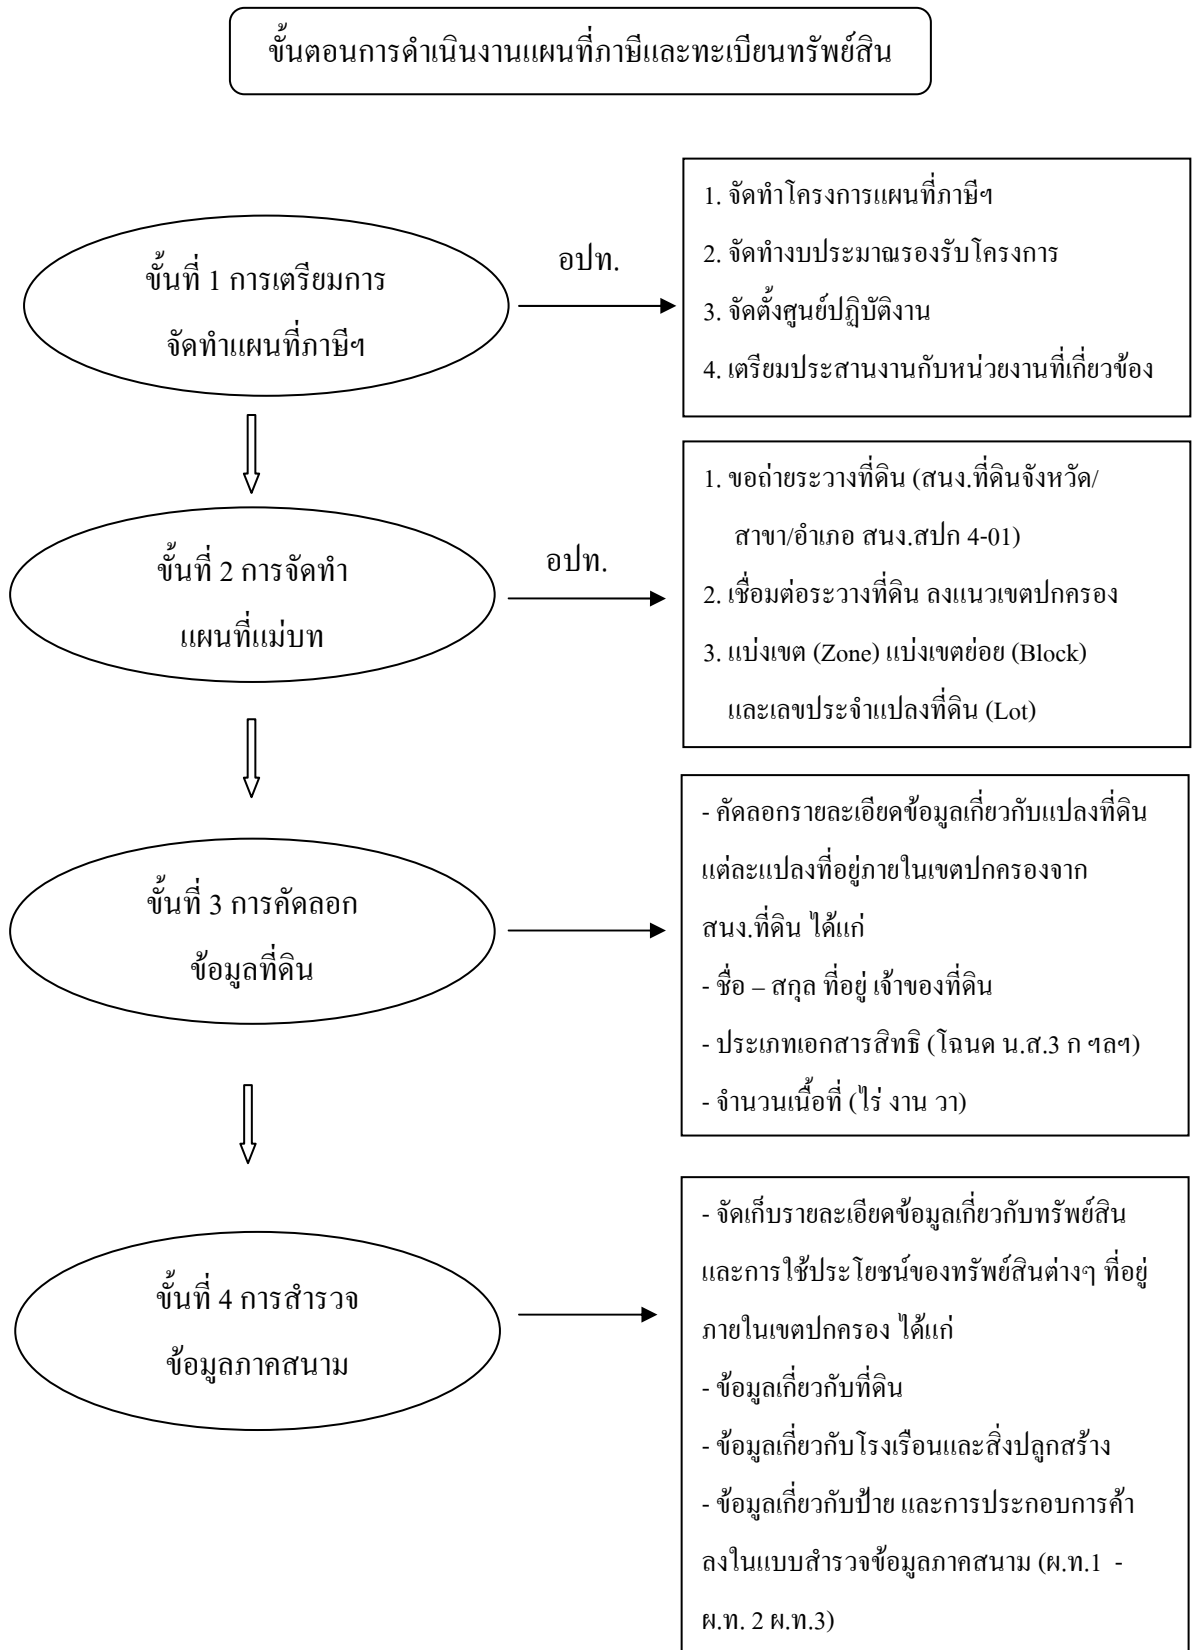 ขั้นตอนการดำเนินงานแผนที่ภาษีและทะเบียนทรัพย์สิน
ขั้นที่ 1 การเตรียมการ
จัดทำแผนที่ภาษีฯ
อปท.
1. จัดทำโครงการแผนที่ภาษีฯ
2. จัดทำงบประมาณรองรับโครงการ
3. จัดตั้งศูนย์ปฏิบัติงาน
4. เตรียมประสานงานกับหน่วยงานที่เกี่ยวข้อง
ขั้นที่ 2 การจัดทำ
แผนที่แม่บท
อปท.
1. ขอถ่ายระวางที่ดิน (สนง.ที่ดินจังหวัด/
สาขา/อำเภอ สนง.สปก 4-01)
2. เชื่อมต่อระวางที่ดิน ลงแนวเขตปกครอง
3. แบ่งเขต (Zone) แบ่งเขตย่อย (Block)
และเลขประจำแปลงที่ดิน (Lot)
ขั้นที่ 3 การคัดลอก
ข้อมูลที่ดิน
- คัดลอกรายละเอียดข้อมูลเกี่ยวกับแปลงที่ดิน
แต่ละแปลงที่อยู่ภายในเขตปกครองจาก
สนง.ที่ดิน ได้แก่
- ชื่อ – สกุล ที่อยู่ เจ้าของที่ดิน
- ประเภทเอกสารสิทธิ (โฉนด น.ส.3 ก ฯลฯ)
- จำนวนเนื้อที่ (ไร่ งาน วา)
ขั้นที่ 4 การสำรวจ
ข้อมูลภาคสนาม
- จัดเก็บรายละเอียดข้อมูลเกี่ยวกับทรัพย์สิน
และการใช้ประโยชน์ของทรัพย์สินต่างๆ ที่อยู่
ภายในเขตปกครอง ได้แก่
- ข้อมูลเกี่ยวกับที่ดิน
- ข้อมูลเกี่ยวกับโรงเรือนและสิ่งปลูกสร้าง
- ข้อมูลเกี่ยวกับป้าย และการประกอบการค้า
ลงในแบบสำรวจข้อมูลภาคสนาม (ผ.ท.1 -
ผ.ท. 2 ผ.ท.3)